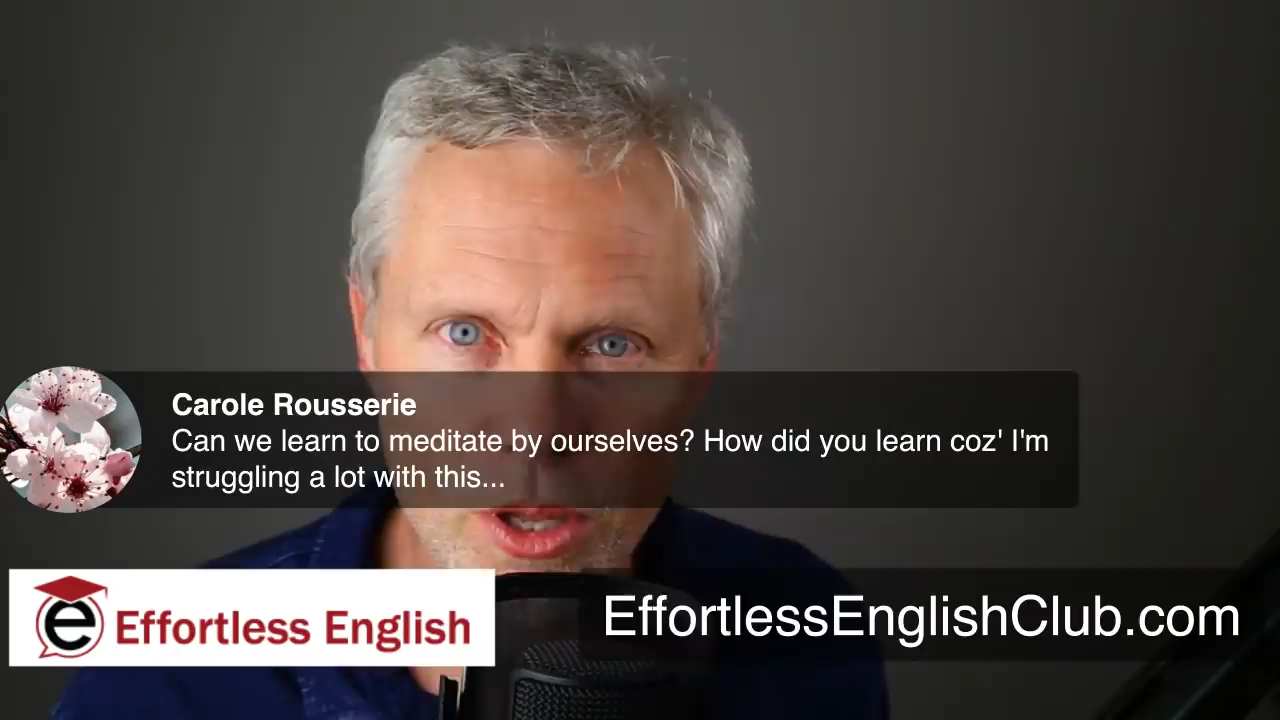 Carole Rousserie
Can we learn to meditate by ourselves? How did you learn coz' I'm
struggling a lot with this...
e Effortless English
EffortlessEnglishClub.com